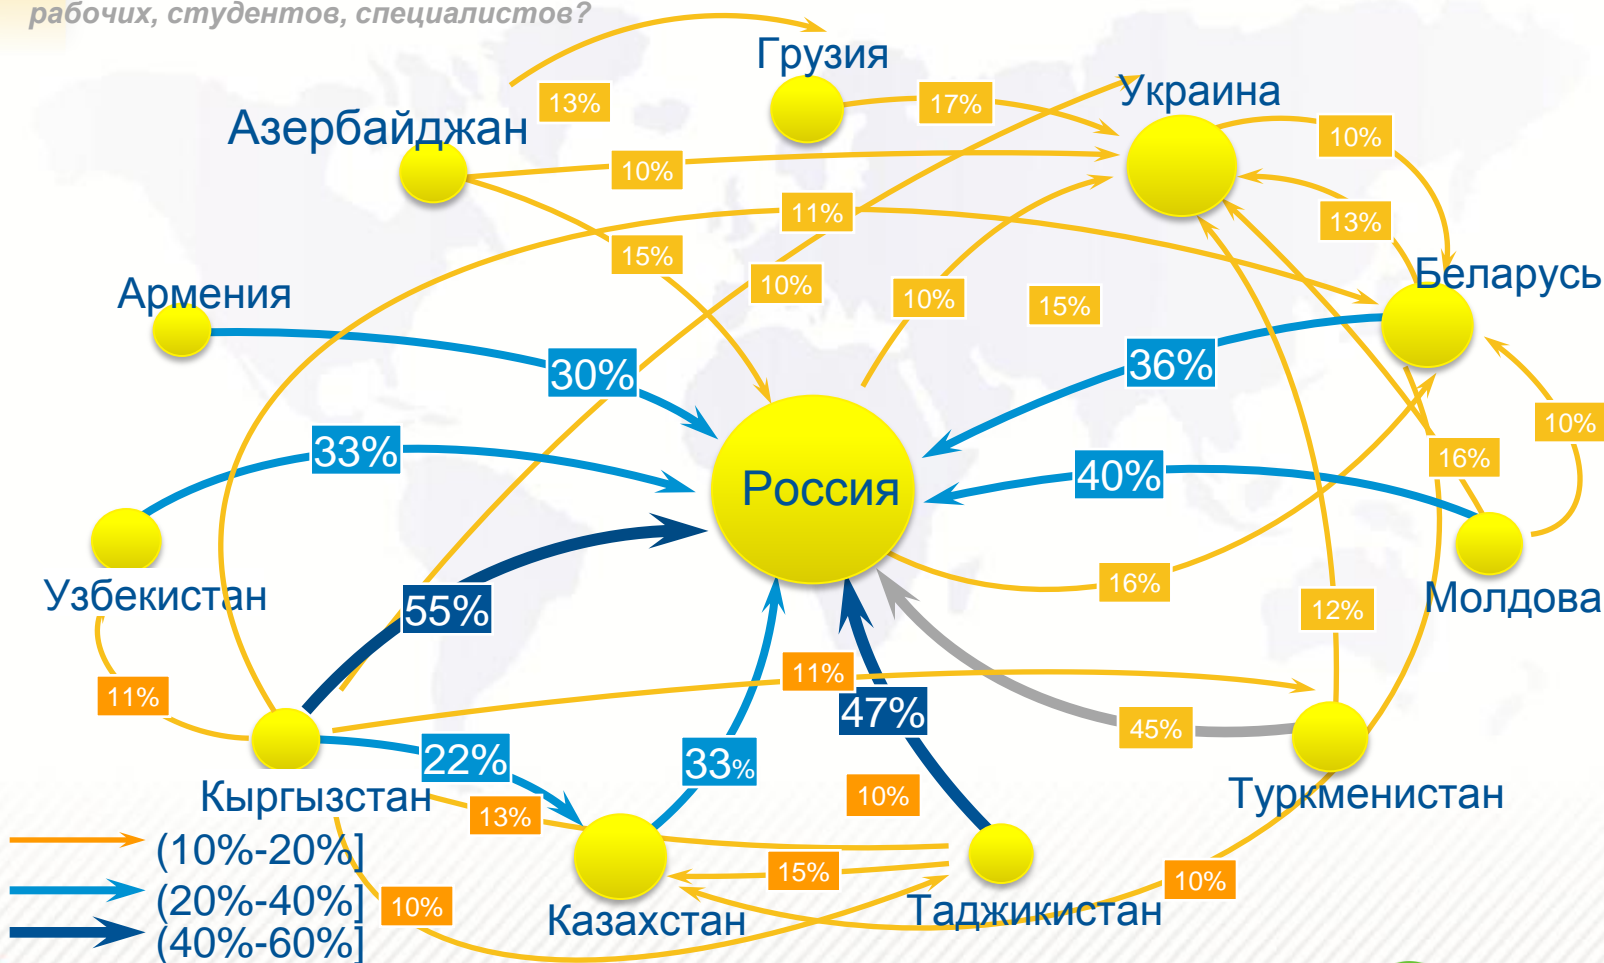 рабочих, студентов, специалистов?
Грузия
Украина
13%
17%
Азербайджан
10%
10%
11%
13%
15%
Беларусь
10%
10%
15%
Армения
30%
36%
10%
33%
16%
40%
Россия
16%
Узбекистан
55%
12%
Молдова
11%
11%
47%
45%
22%
33%
Кыргызстан
13%
10%
Туркменистан
(10%-20%]
15%
10%
(20%-40%]
10%
Казахстан
Таджикистан
(40%-60%]